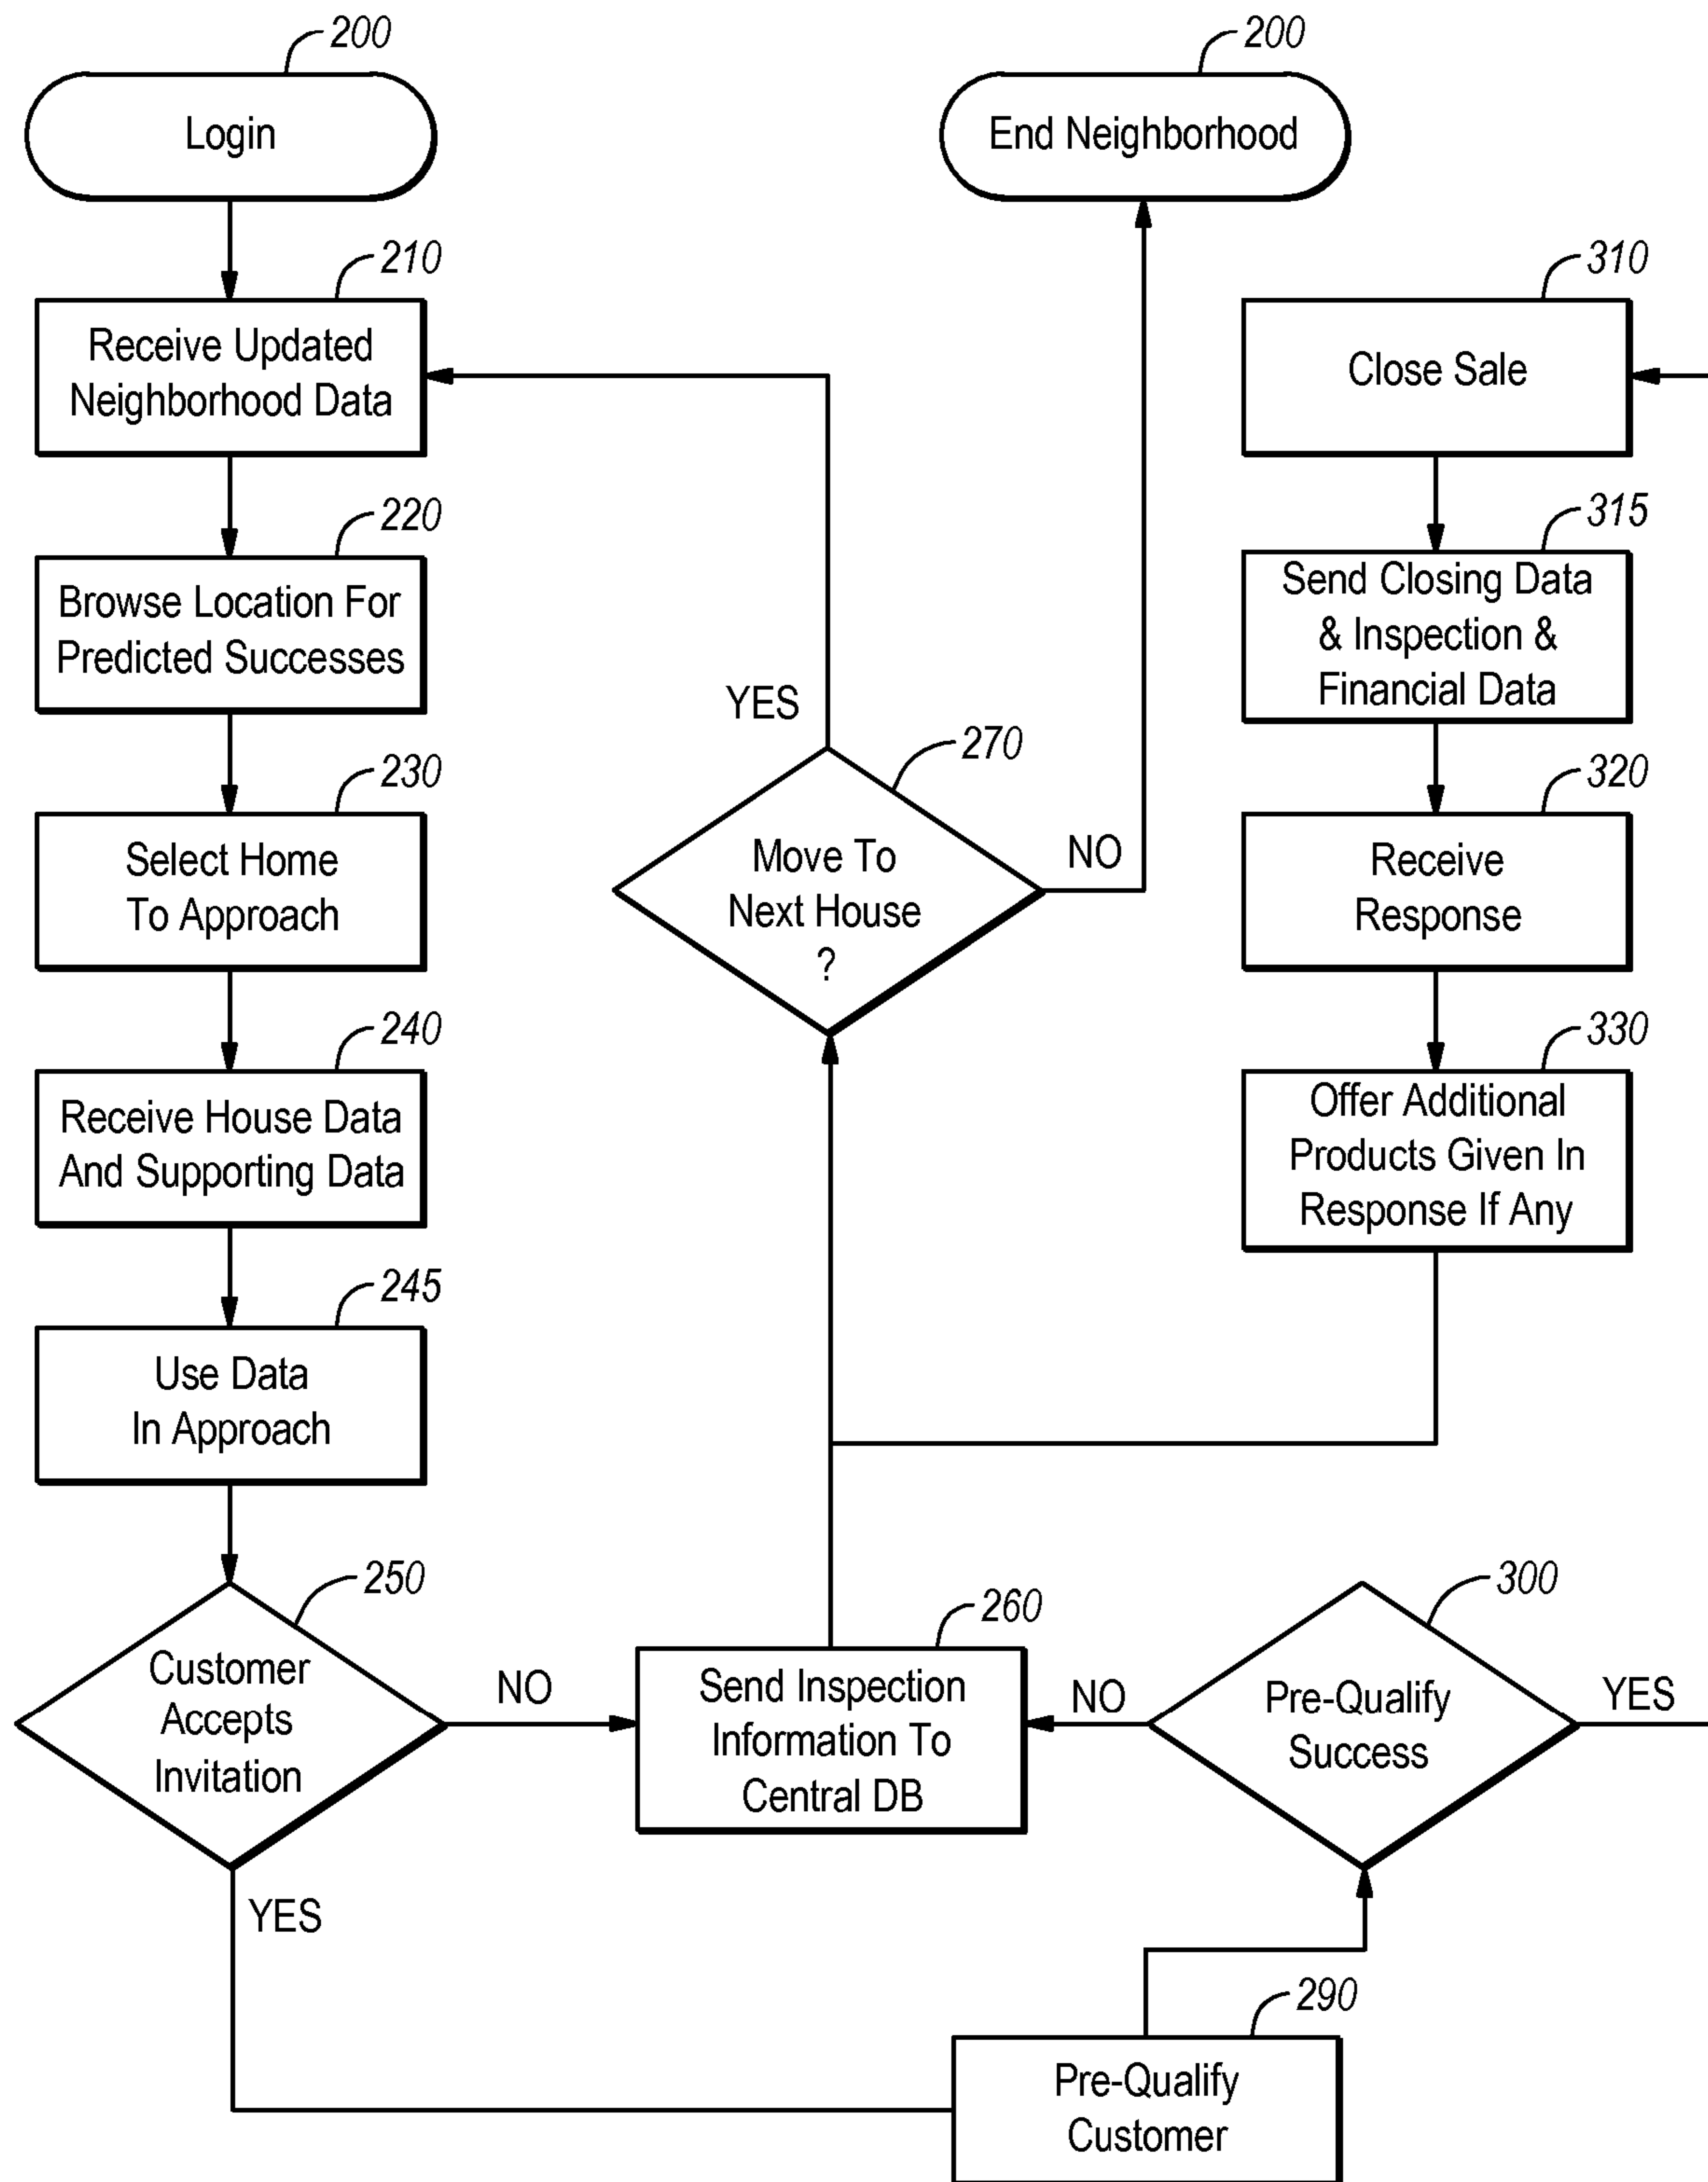 200
Login
210
Receive Updated
Neighborhood Data
220
Browse Location For
Predicted Successes
230
Select Home
To Approach
240
Receive House Data
And Supporting Data
245
Use Data
In Approach
250
Customer
Accepts
Invitation
NO
YES
260
Send Inspection
Information To
Central DB
270
Move To
Next House
?
YES
NO
200
End Neighborhood
290
Pre-Qualify
Customer
300
Pre-Qualify
Success
NO
YES
310
Close Sale
315
Send Closing Data
& Inspection &
Financial Data
320
Receive
Response
330
Offer Additional
Products Given In
Response If Any